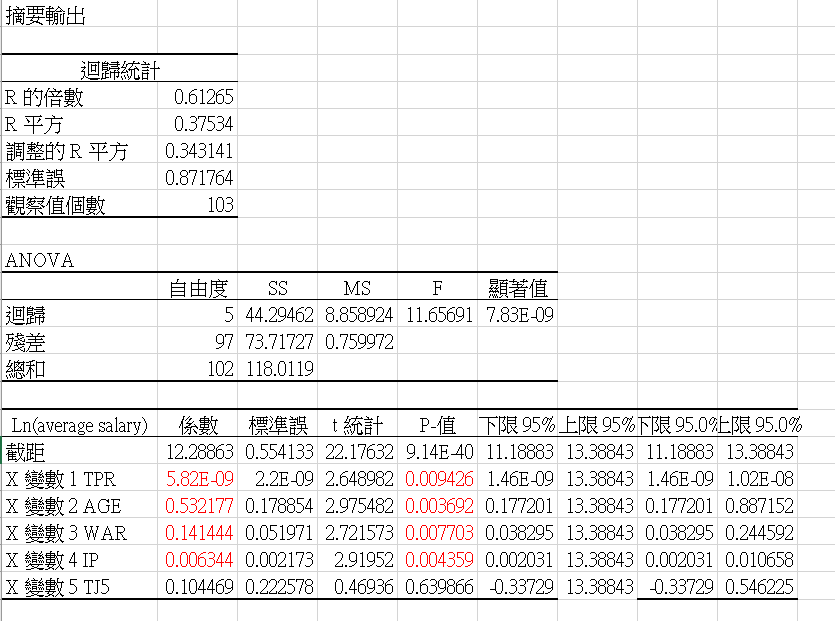 摘要輸出
迴歸統計
R 的倍數 0.61265
R 平方 0.37534
調整的 R 平方 0.343141
標準誤 0.871764
觀察值個數 103
ANOVA
自由度 SS MS F 顯著值
迴歸 5 44.29462 8.858924 11.65691 7.83E-09
殘差 97 73.71727 0.759972
總和 102 118.0119
Ln(average salary) 係數 標準誤 t 統計 P-值 下限 95% 上限 95% 下限 95.0% 上限 95.0%
截距 12.28863 0.554133 22.17632 9.14E-40 11.18883 13.38843 11.18883 13.38843
X 變數 1 TPR 5.82E-09 2.2E-09 2.648982 0.009426 1.46E-09 13.38843 1.46E-09 1.02E-08
X 變數 2 AGE 0.532177 0.178854 2.975482 0.003692 0.177201 13.38843 0.177201 0.887152
X 變數 3 WAR 0.141444 0.051971 2.721573 0.007703 0.038295 13.38843 0.038295 0.244592
X 變數 4 IP 0.006344 0.002173 2.91952 0.004359 0.002031 13.38843 0.002031 0.010658
X 變數 5 TJ5 0.104469 0.222578 0.46936 0.639866 -0.33729 13.38843 -0.33729 0.546225